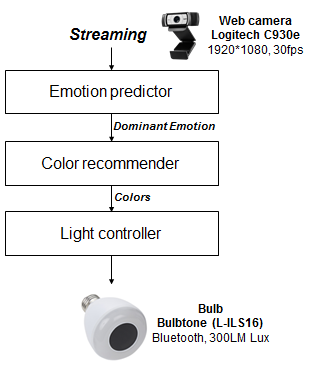 Streaming
Web camera
Logitech C930e
1920*1080, 30fps
Emotion predictor
Dominant Emotion
Color recommender
Colors
Light controller
Bulb
Bulbtone (L-ILS16)
Bluetooth, 300LM Lux